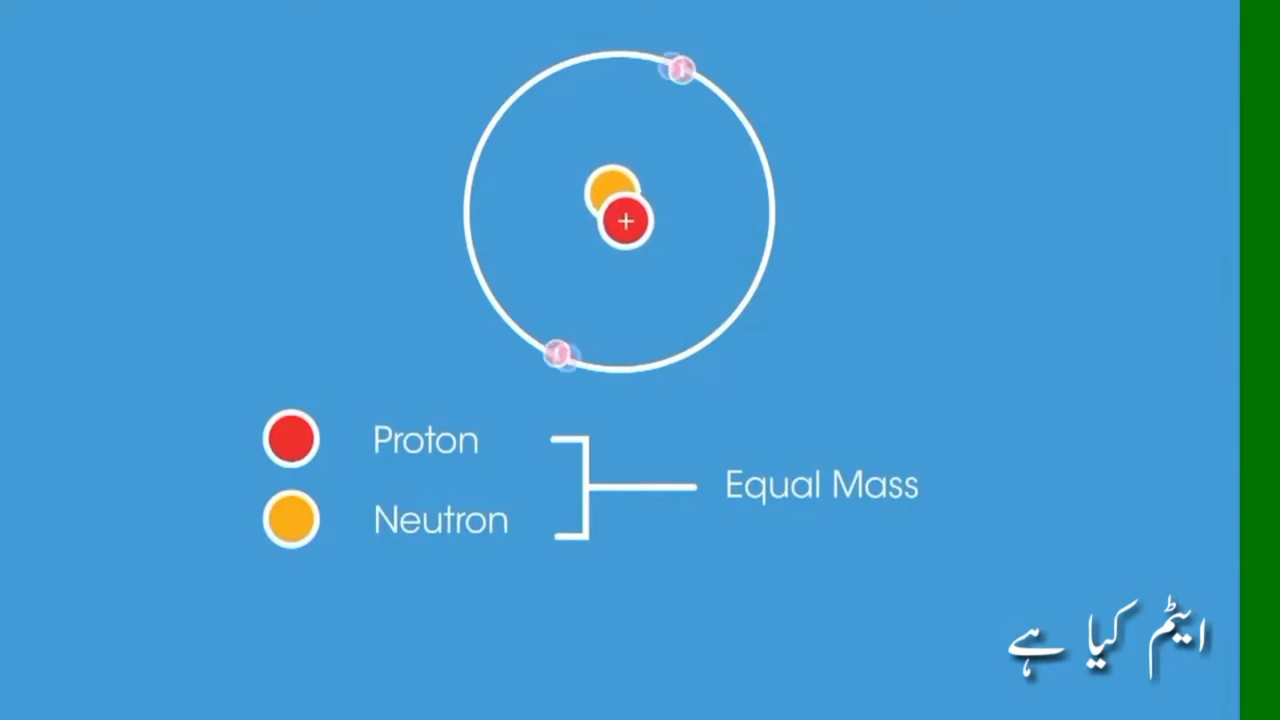 +
Proton
Neutron
Equal Mass
ایٹم کیا ہے